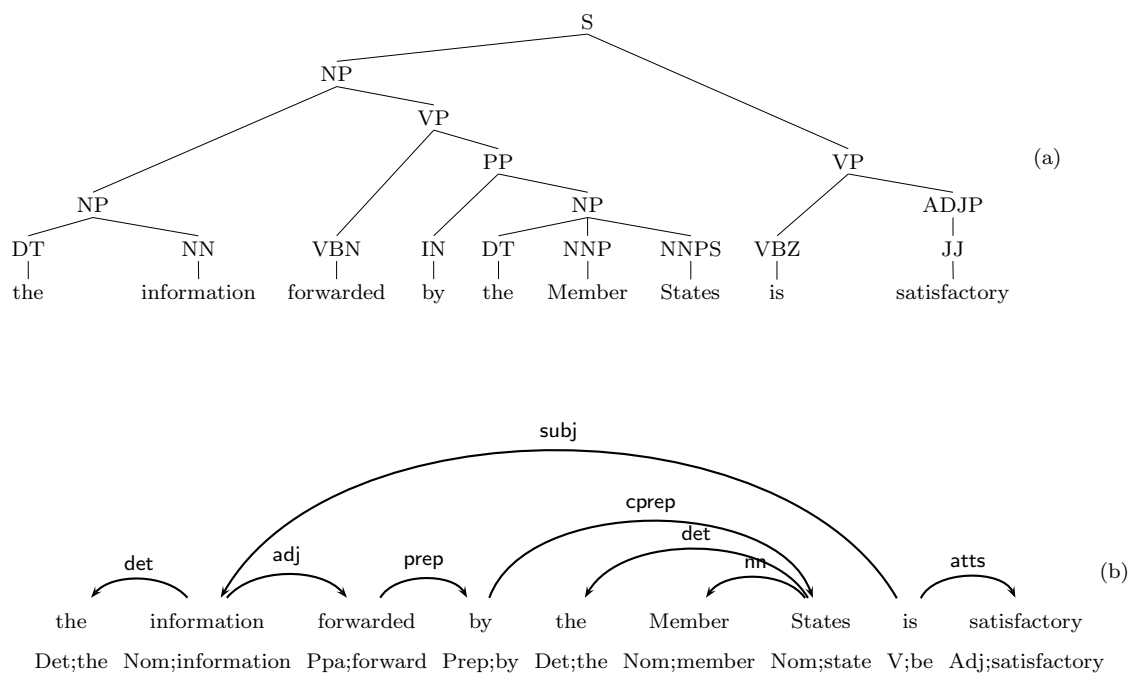 S
NP
VP
PP
VP
(a)
NP
NP
ADJP
DT NN VBN IN DT NNP NNPS VBZ JJ
the information forwarded by the Member States is satisfactory
subj
cprep
det
det adj prep nn atts
(b)
the information forwarded by the Member States is satisfactory
Det;the Nom;information Ppa;forward Prep;by Det;the Nom;member Nom;state V;be Adj;satisfactory